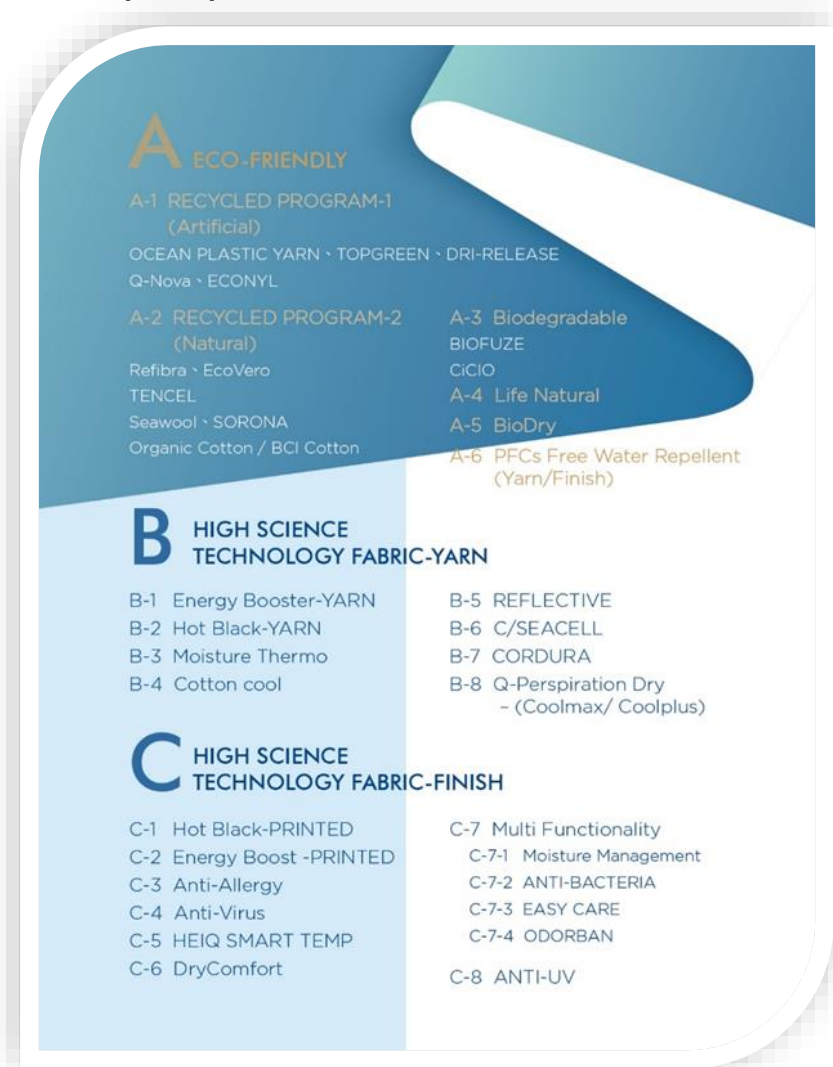 A ECO-FRIENDLY
A-1 RECYCLED PROGRAM-1
(Artificial)
OCEAN PLASTIC YARN、TOPGREEN、DRI-RELEASE
Q-Nova、ECONYL
A-2 RECYCLED PROGRAM-2
(Natural)
Refibra、EcoVero
TENCEL
Seawool、SORONA
Organic Cotton / BCI Cotton
A-3 Biodegradable
BIOFUZE
CiCLO
A-4 Life Natural
A-5 BioDry
A-6 PFCs Free Water Repellent
(Yarn/Finish)
B HIGH SCIENCE
TECHNOLOGY FABRIC-YARN
B-1 Energy Booster-YARN
B-2 Hot Black-YARN
B-3 Moisture Thermo
B-4 Cotton cool
B-5 REFLECTIVE
B-6 C/SEACELL
B-7 CORDURA
B-8 Q-Perspiration Dry
– (Coolmax/ Coolplus)
C HIGH SCIENCE
TECHNOLOGY FABRIC-FINISH
C-1 Hot Black-PRINTED
C-2 Energy Boost -PRINTED
C-3 Anti-Allergy
C-4 Anti-Virus
C-5 HEIQ SMART TEMP
C-6 DryComfort
C-7 Multi Functionality
C-7-1 Moisture Management
C-7-2 ANTI-BACTERIA
C-7-3 EASY CARE
C-7-4 ODORBAN
C-8 ANTI-UV